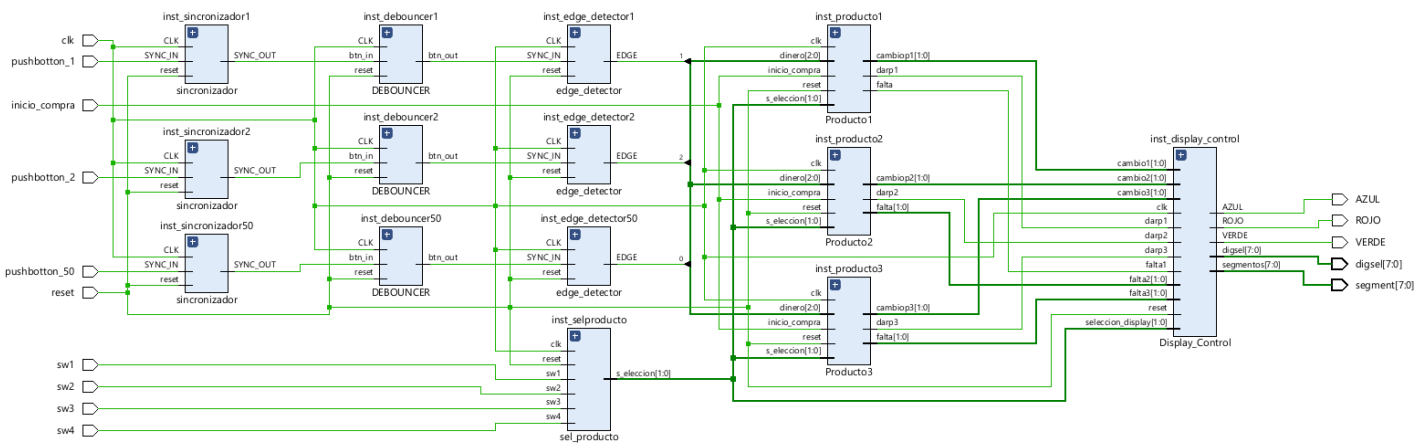 clk
pushbotton_1
inicio_compra
pushbotton_2
pushbotton_50
reset
sw1
sw2
sw3
sw4
inst_sincronizador1
CLK
SYNC_IN
reset
SYNC_OUT
sincronizador
inst_sincronizador2
CLK
SYNC_IN
reset
SYNC_OUT
sincronizador
inst_sincronizador50
CLK
SYNC_IN
reset
SYNC_OUT
sincronizador
inst_debouncer1
CLK
btn_in
reset
btn_out
DEBOUNCER
inst_debouncer2
CLK
btn_in
reset
btn_out
DEBOUNCER
inst_debouncer50
CLK
btn_in
reset
btn_out
DEBOUNCER
inst_edge_detector1
CLK
SYNC_IN
reset
EDGE
edge_detector
inst_edge_detector2
CLK
SYNC_IN
reset
EDGE
edge_detector
inst_edge_detector50
CLK
SYNC_IN
reset
EDGE
edge_detector
inst_selproducto
clk
reset
sw1
sw2
sw3
sw4
s_eleccion[1:0]
sel_producto
1
2
0
inst_producto1
clk
dinero[2:0]
inicio_compra
reset
s_eleccion[1:0]
cambiop1[1:0]
darp1
falta
Producto1
inst_producto2
clk
dinero[2:0]
inicio_compra
reset
s_eleccion[1:0]
cambiop2[1:0]
darp2
falta[1:0]
Producto2
inst_producto3
clk
dinero[2:0]
inicio_compra
reset
s_eleccion[1:0]
cambiop3[1:0]
darp3
falta[1:0]
Producto3
inst_display_control
cambio1[1:0]
cambio2[1:0]
cambio3[1:0]
clk
darp1
darp2
darp3
falta1
falta2[1:0]
falta3[1:0]
reset
seleccion_display[1:0]
AZUL
ROJO
VERDE
digsel[7:0]
segmentos[7:0]
Display_Control
AZUL
ROJO
VERDE
digsel[7:0]
segment[7:0]